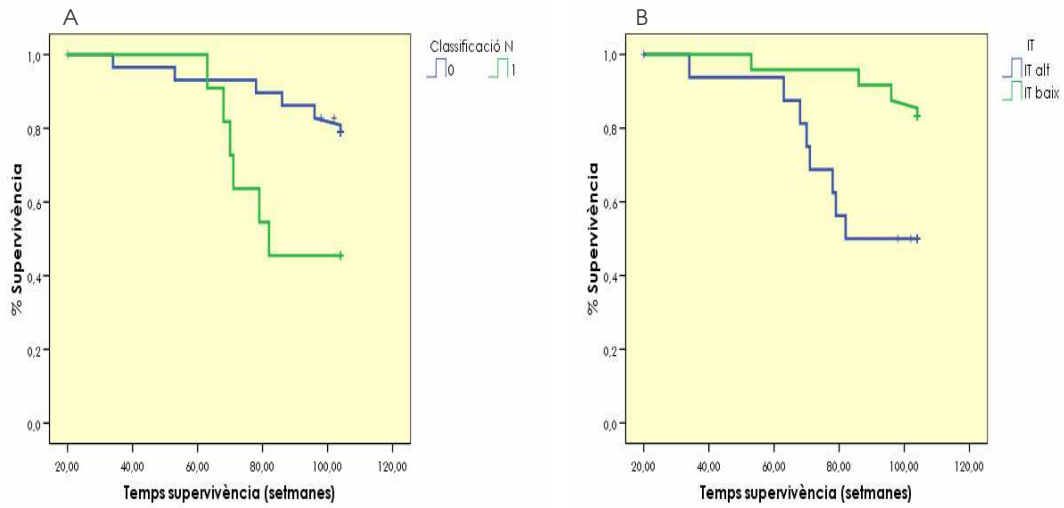 A
Classificació N
0
1
1,0
0,8
0,6
0,4
0,2
0,0
% Supervivència
20,00 40,00 60,00 80,00 100,00 120,00
Temps supervivència (setmanes)
B
IT
IT alt
IT baix
1,0
0,8
0,6
0,4
0,2
0,0
% Supervivència
20,00 40,00 60,00 80,00 100,00 120,00
Temps supervivència (setmanes)